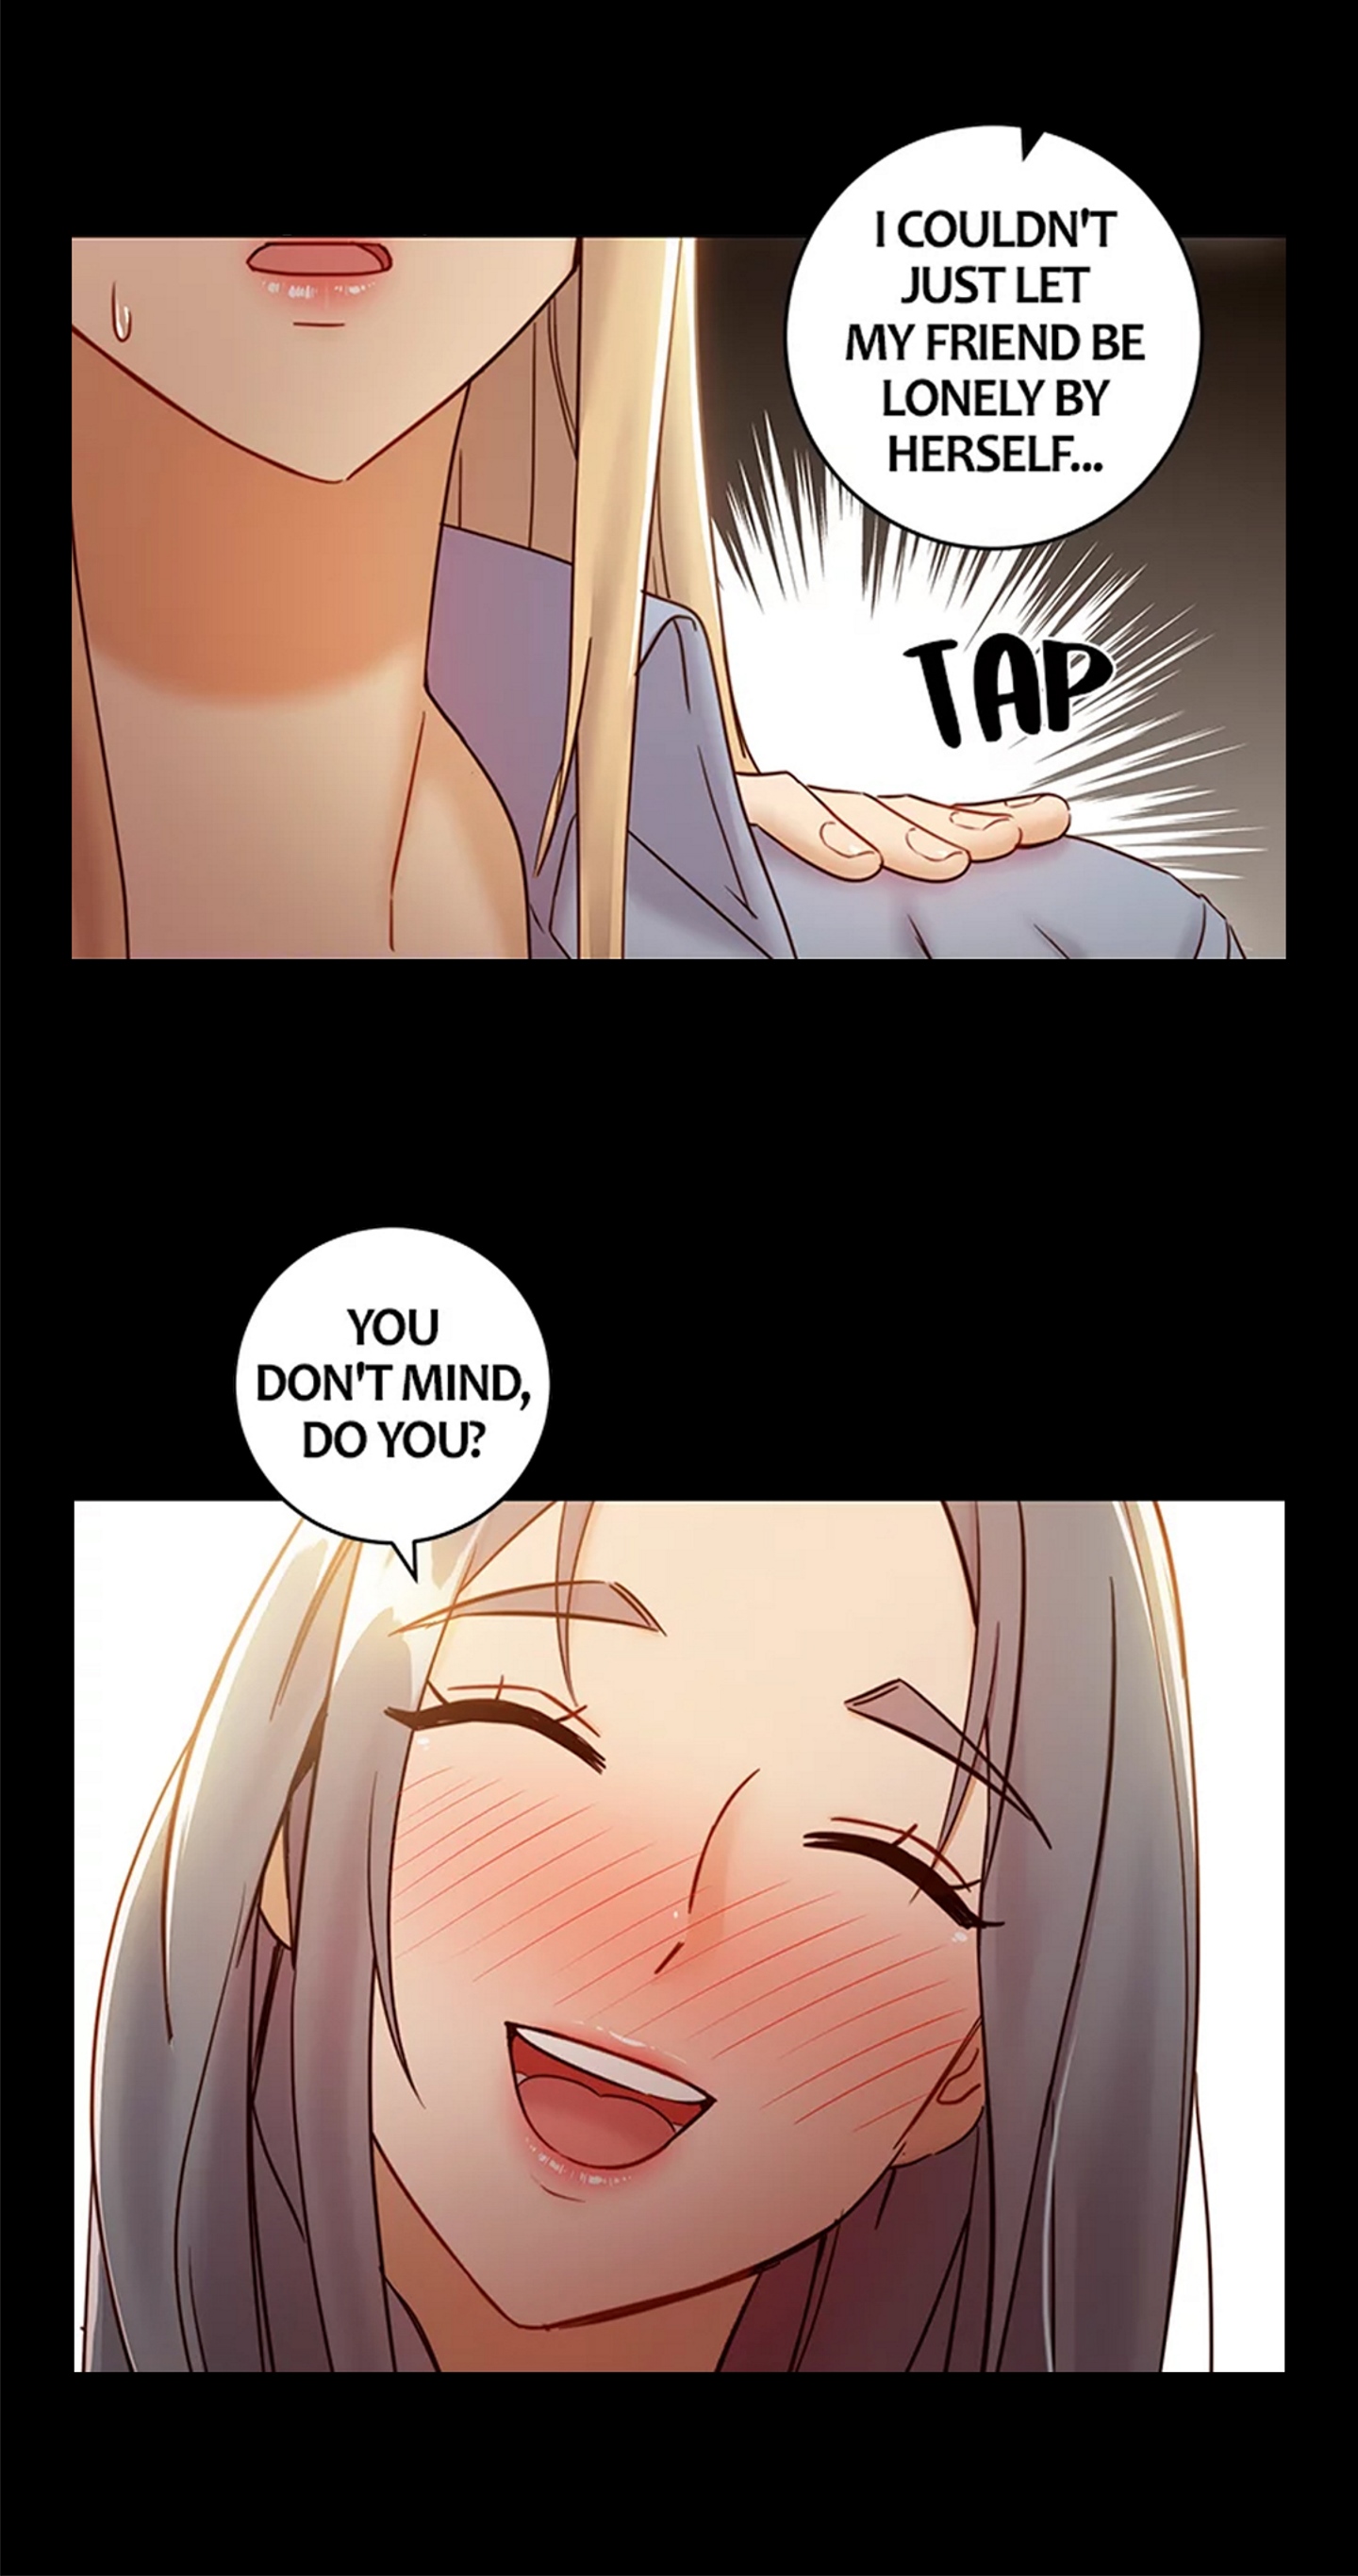 I COULDN'T
JUST LET
MY FRIEND BE
LONELY BY
HERSELF...
TAP
YOU
DON'T MIND,
DO YOU?